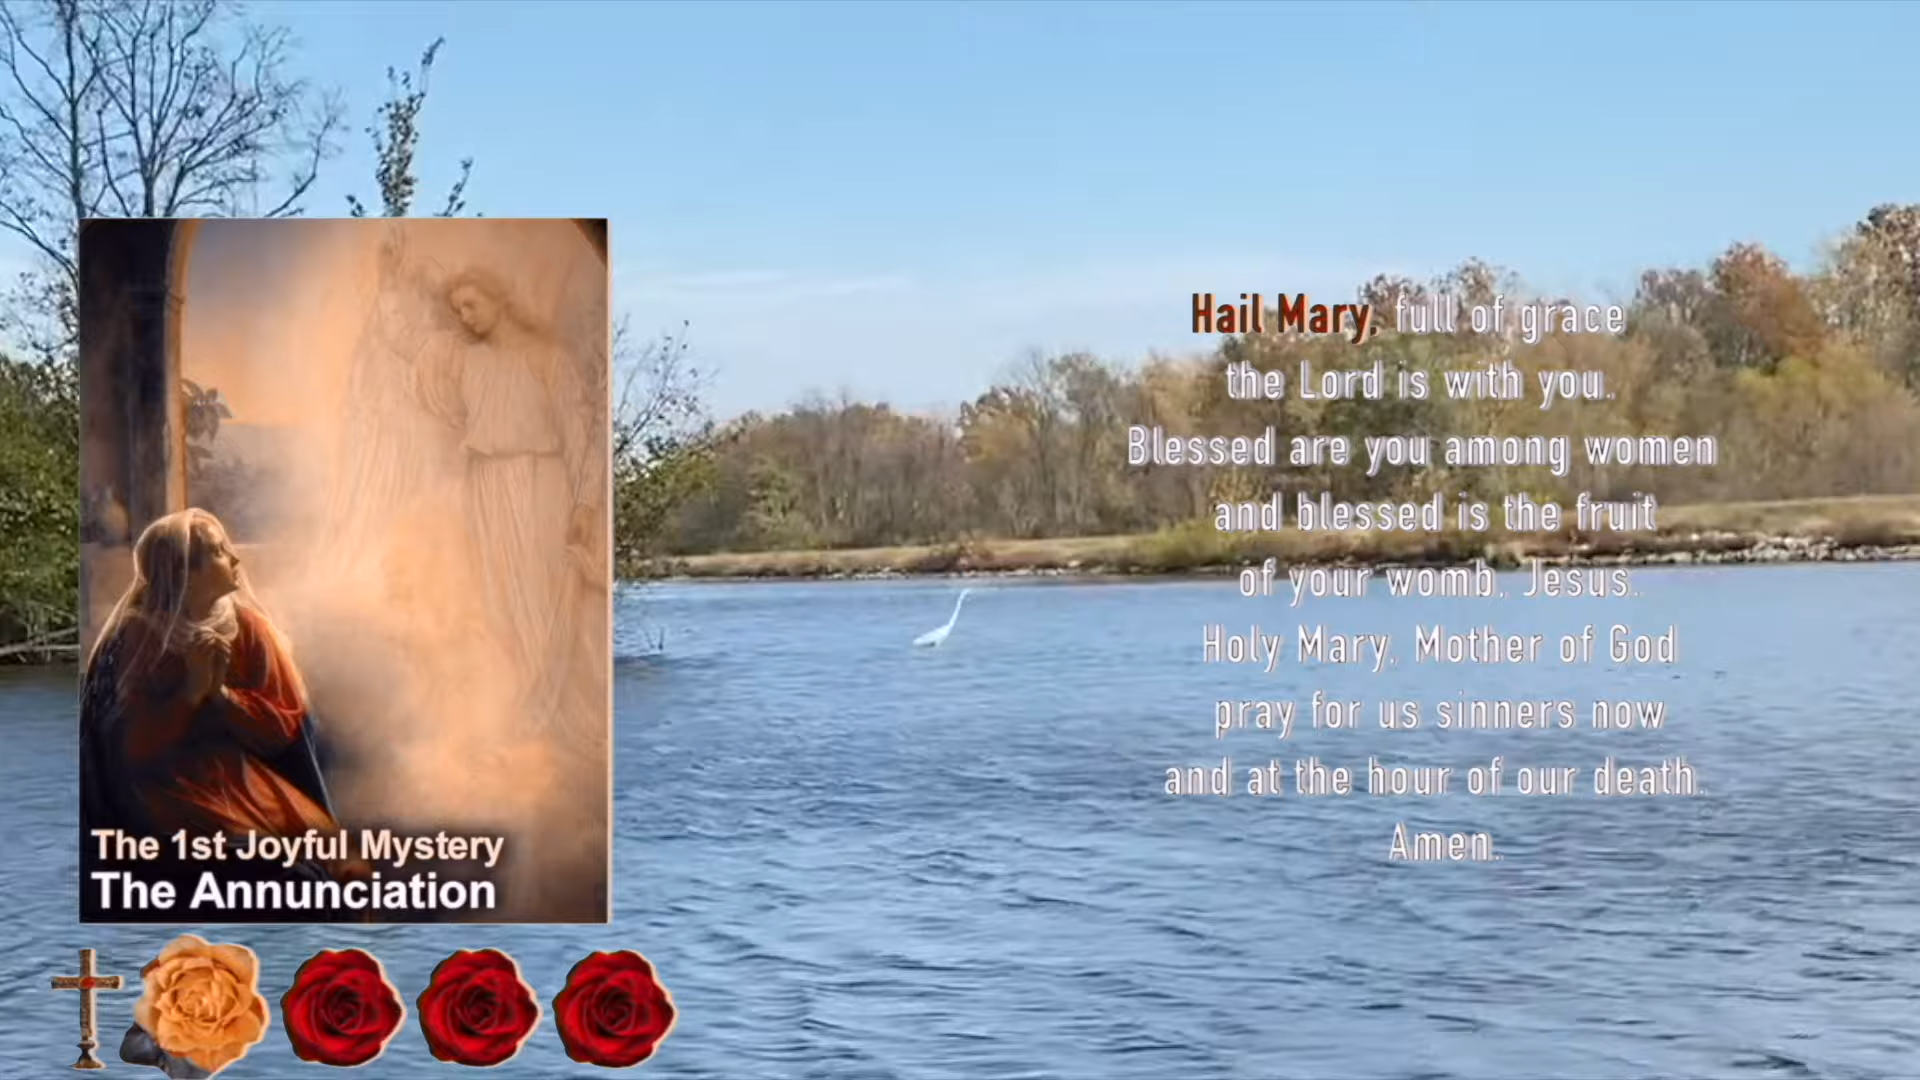 The 1st Joyful Mystery
The Annunciation
Hail Mary, full of grace
the Lord is with you.
Blessed are you among women
and blessed is the fruit
of your womb, Jesus.
Holy Mary, Mother of God
pray for us sinners now
and at the hour of our death.
Amen.